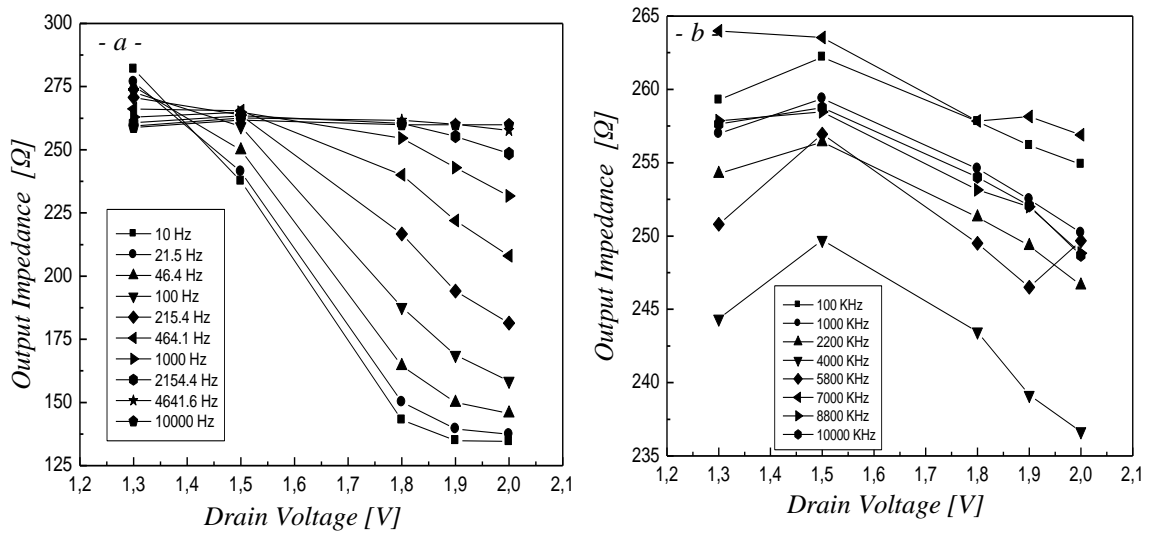 - a -
Output Impedance [Ω]
300
275
250
225
200
175
150
125
10 Hz
21.5 Hz
46.4 Hz
100 Hz
215.4 Hz
464.1 Hz
1000 Hz
2154.4 Hz
4641.6 Hz
10000 Hz
1,2 1,3 1,4 1,5 1,6 1,7 1,8 1,9 2,0 2,1
Drain Voltage [V]
- b -
Output Impedance [Ω]
265
260
255
250
245
240
235
100 KHz
1000 KHz
2200 KHz
4000 KHz
5800 KHz
7000 KHz
8800 KHz
10000 KHz
1,2 1,3 1,4 1,5 1,6 1,7 1,8 1,9 2,0 2,1
Drain Voltage [V]